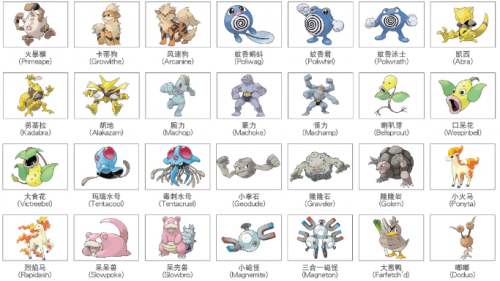 火暴猴 卡蒂狗 风速狗 蚊香蝌蚪 蚊香君 蚊香泳士 凯西
(Primeape) (Growlithe) (Arcanine) (Poliwag) (Poliwhirl) (Poliwrath) (Abra)
勇基拉 胡地 腕力 豪力 怪力 喇叭芽 口呆花
(Kadabra) (Alakazam) (Machop) (Machoke) (Machamp) (Bellsprout) (Weepinbell)
大食花 玛瑙水母 毒刺水母 小拳石 隆隆石 隆隆岩 小火马
(Victreebel) (Tentacool) (Tentacruel) (Geodude) (Graveler) (Golem) (Ponyta)
烈焰马 呆呆兽 呆壳兽 小磁怪 三合一磁怪 大葱鸭 嘟嘟
(Rapidash) (Slowpoke) (Slowbro) (Magnemite) (Magneton) (Farfetch'd) (Doduo)